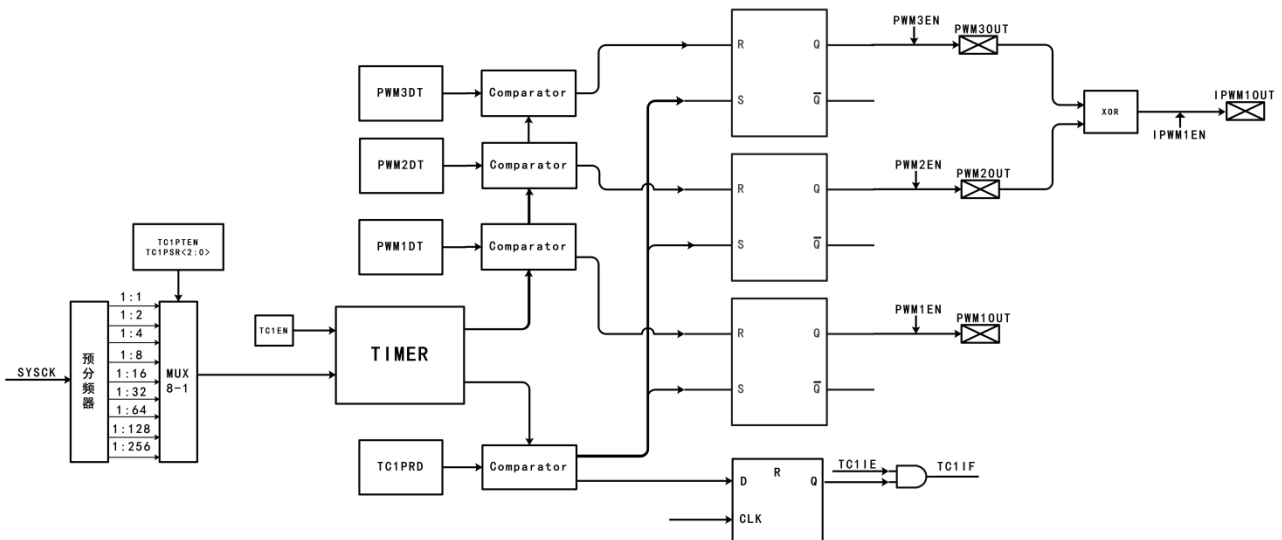 PWM3EN
PWM3OUT
R
Q
S
Q
PWM3DT
Comparator
XOR
IPWM1OUT
IPWM1EN
PWM2DT
Comparator
PWM2EN
PWM2OUT
R
Q
S
Q
TC1PTEN
TC1PSR<2:0>
PWM1DT
Comparator
1:1
1:2
1:4
1:8
1:16
1:32
1:64
1:128
1:256
SYSCK
预分频器
MUX
8-1
TC1EN
TIMER
PWM1EN
PWM1OUT
R
Q
S
Q
TC1PRD
Comparator
D
R
Q
CLK
TC1IE
TC1IF